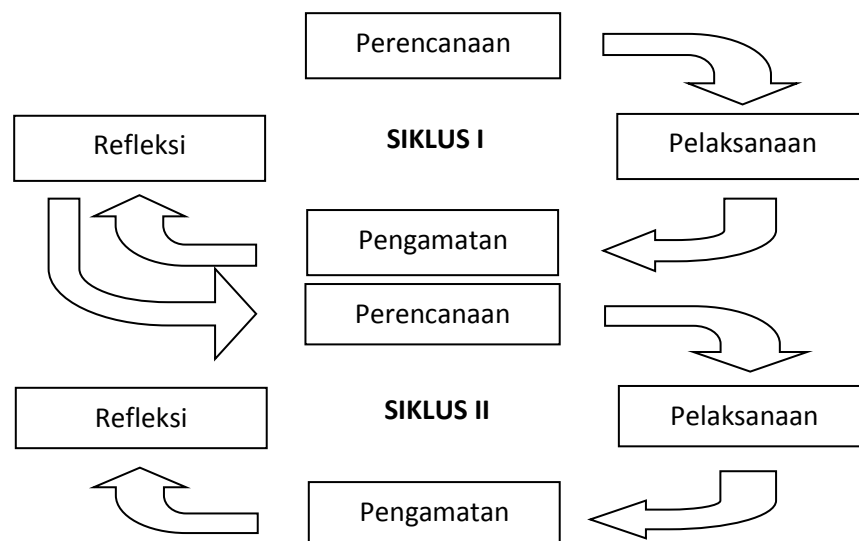 Perencanaan
Refleksi
SIKLUS I
Pelaksanaan
Pengamatan
Perencanaan
Refleksi
SIKLUS II
Pelaksanaan
Pengamatan